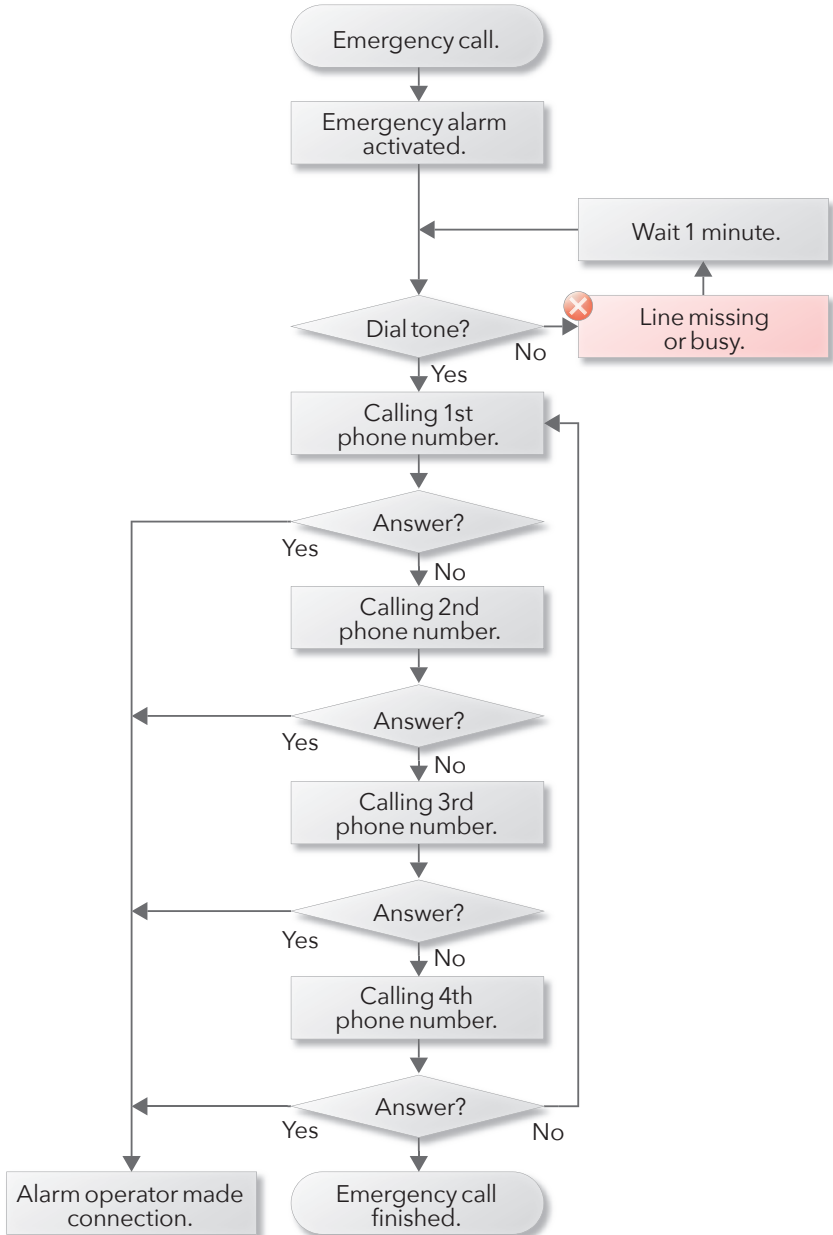 Emergency call.
Emergency alarm
activated.
Wait 1 minute.
Dial tone?
No
Line missing
or busy.
Yes
Calling 1st
phone number.
Answer?
Yes
No
Calling 2nd
phone number.
Answer?
Yes
No
Calling 3rd
phone number.
Answer?
Yes
No
Calling 4th
phone number.
Answer?
Yes
No
Alarm operator made
connection.
Emergency call
finished.